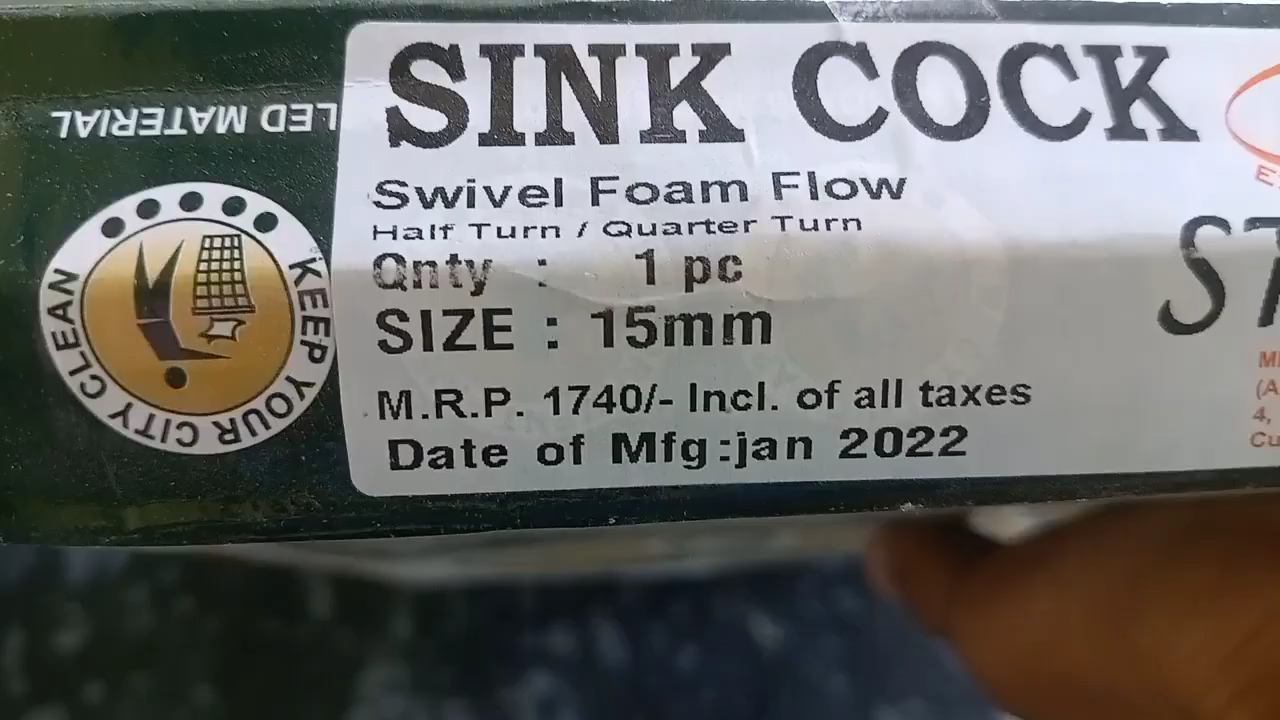 LED MATERIAL
KEEP YOUR CITY CLEAN
SINK COCK
Swivel Foam Flow
Half Turn / Quarter Turn
Qnty : 1 pc
SIZE : 15mm
M.R.P. 1740/- Incl. of all taxes
Date of Mfg:jan 2022